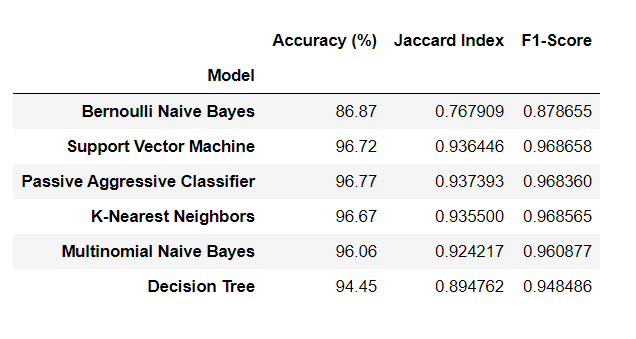 Accuracy (%) Jaccard Index F1-Score
Model
Bernoulli Naive Bayes 86.87 0.767909 0.878655
Support Vector Machine 96.72 0.936446 0.968658
Passive Aggressive Classifier 96.77 0.937393 0.968360
K-Nearest Neighbors 96.67 0.935500 0.968565
Multinomial Naive Bayes 96.06 0.924217 0.960877
Decision Tree 94.45 0.894762 0.948486